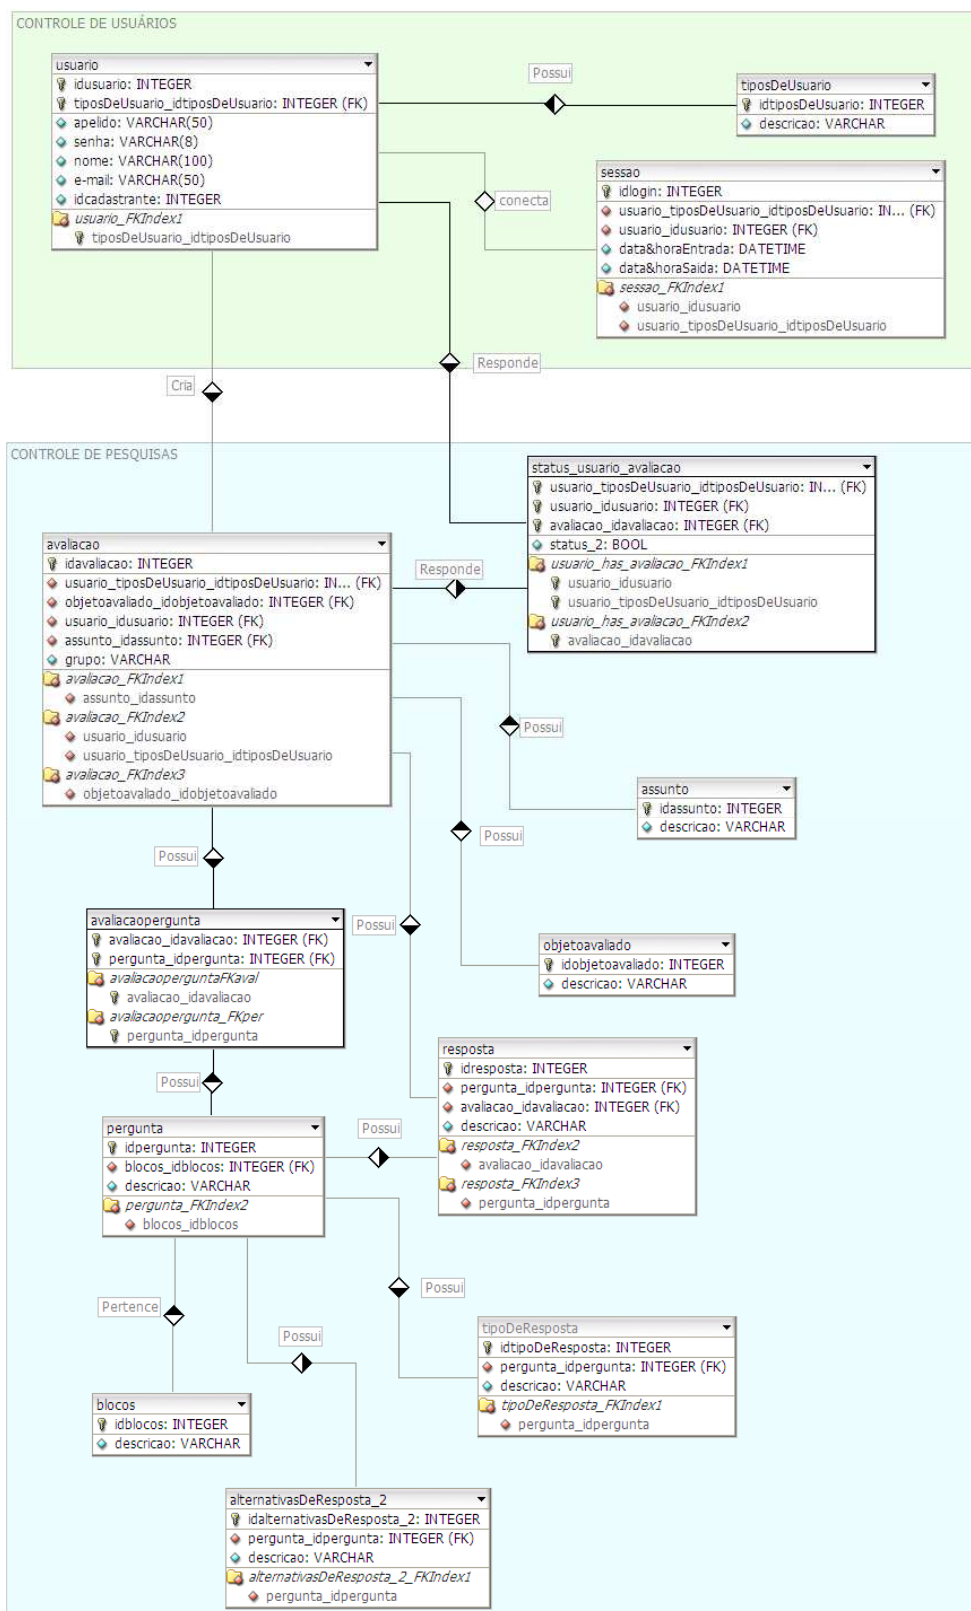 CONTROLE DE USUÁRIOS
usuario
idusuario: INTEGER
tiposDeUsuario_idtiposDeUsuario: INTEGER (FK)
apelido: VARCHAR(50)
senha: VARCHAR(8)
nome: VARCHAR(100)
e-mail: VARCHAR(50)
idcadastrante: INTEGER
usuario_FKIndex1
tiposDeUsuario_idtiposDeUsuario
Possui
tiposDeUsuario
idtiposDeUsuario: INTEGER
descricao: VARCHAR
conecta
sessao
idlogin: INTEGER
usuario_tiposDeUsuario_idtiposDeUsuario: IN... (FK)
usuario_idusuario: INTEGER (FK)
data&horaEntrada: DATETIME
data&horaSaida: DATETIME
sessao_FKIndex1
usuario_idusuario
usuario_tiposDeUsuario_idtiposDeUsuario
Responde
Cria
CONTROLE DE PESQUISAS
status_usuario_avaliacao
usuario_tiposDeUsuario_idtiposDeUsuario: IN... (FK)
usuario_idusuario: INTEGER (FK)
avaliacao_idavaliacao: INTEGER (FK)
status_2: BOOL
usuario_has_avaliacao_FKIndex1
usuario_idusuario
usuario_tiposDeUsuario_idtiposDeUsuario
usuario_has_avaliacao_FKIndex2
avaliacao_idavaliacao
avaliacao
idavaliacao: INTEGER
usuario_tiposDeUsuario_idtiposDeUsuario: IN... (FK)
objetoavaliado_idobjetoavaliado: INTEGER (FK)
usuario_idusuario: INTEGER (FK)
assunto_idassunto: INTEGER (FK)
grupo: VARCHAR
avaliacao_FKIndex1
assunto_idassunto
avaliacao_FKIndex2
usuario_idusuario
usuario_tiposDeUsuario_idtiposDeUsuario
avaliacao_FKIndex3
objetoavaliado_idobjetoavaliado
Responde
Possui
assunto
idassunto: INTEGER
descricao: VARCHAR
Possui
Possui
avaliacaopergunta
avaliacao_idavaliacao: INTEGER (FK)
pergunta_idpergunta: INTEGER (FK)
avaliacaoperguntaFKaval
avaliacao_idavaliacao
avaliacaopergunta_FKper
pergunta_idpergunta
Possui
objetoavaliado
idobjetoavaliado: INTEGER
descricao: VARCHAR
resposta
idresposta: INTEGER
pergunta_idpergunta: INTEGER (FK)
avaliacao_idavaliacao: INTEGER (FK)
descricao: VARCHAR
resposta_FKIndex2
avaliacao_idavaliacao
resposta_FKIndex3
pergunta_idpergunta
Possui
pergunta
idpergunta: INTEGER
blocos_idblocos: INTEGER (FK)
descricao: VARCHAR
pergunta_FKIndex2
blocos_idblocos
Possui
Possui
Pertence
Possui
tipoDeResposta
idtipoDeResposta: INTEGER
pergunta_idpergunta: INTEGER (FK)
descricao: VARCHAR
tipoDeResposta_FKIndex1
pergunta_idpergunta
blocos
idblocos: INTEGER
descricao: VARCHAR
alternativasDeResposta_2
idalternativasDeResposta_2: INTEGER
pergunta_idpergunta: INTEGER (FK)
descricao: VARCHAR
alternativasDeResposta_2_FKIndex1
pergunta_idpergunta